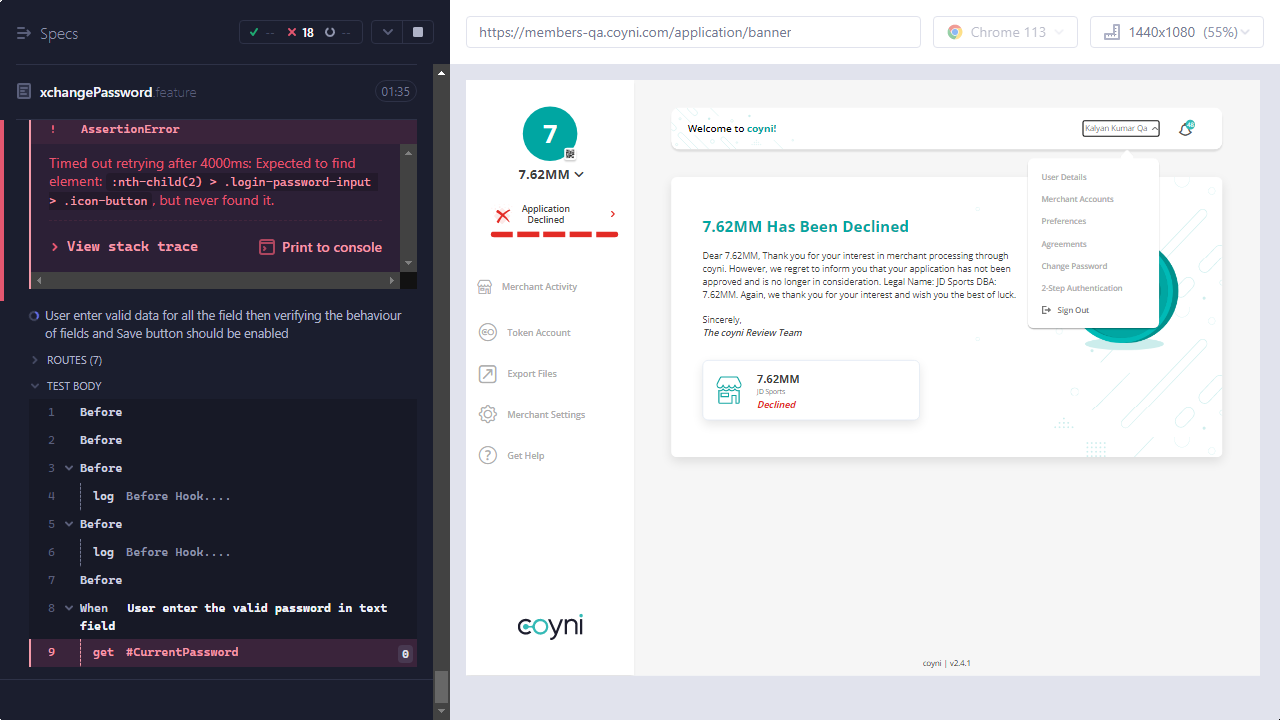 Specs
-- 18 --
xchangePassword.feature
01:35
! AssertionError
Timed out retrying after 4000ms: Expected to find
element: :nth-child(2) > .login-password-input
> .icon-button, but never found it.
View stack trace
Print to console
User enter valid data for all the field then verifying the behaviour
of fields and Save button should be enabled
ROUTES (7)
TEST BODY
1 Before
2 Before
3 Before
4 log Before Hook....
5 Before
6 log Before Hook....
7 Before
8 When User enter the valid password in text
field
9 get #CurrentPassword 0
https://members-qa.coyni.com/application/banner
Chrome 113
1440x1080 (55%)
7
7.62MM
Application
Declined
Merchant Activity
Token Account
Export Files
Merchant Settings
Get Help
coyni
Welcome to coyni!
Kalyan Kumar Qa
User Details
Merchant Accounts
Preferences
Agreements
Change Password
2-Step Authentication
Sign Out
7.62MM Has Been Declined
Dear 7.62MM, Thank you for your interest in merchant processing through
coyni. However, we regret to inform you that your application has not been
approved and is no longer in consideration. Legal Name: JD Sports DBA:
7.62MM. Again, we thank you for your interest and wish you the best of luck.
Sincerely,
The coyni Review Team
7.62MM
JD Sports
Declined
coyni | v2.4.1